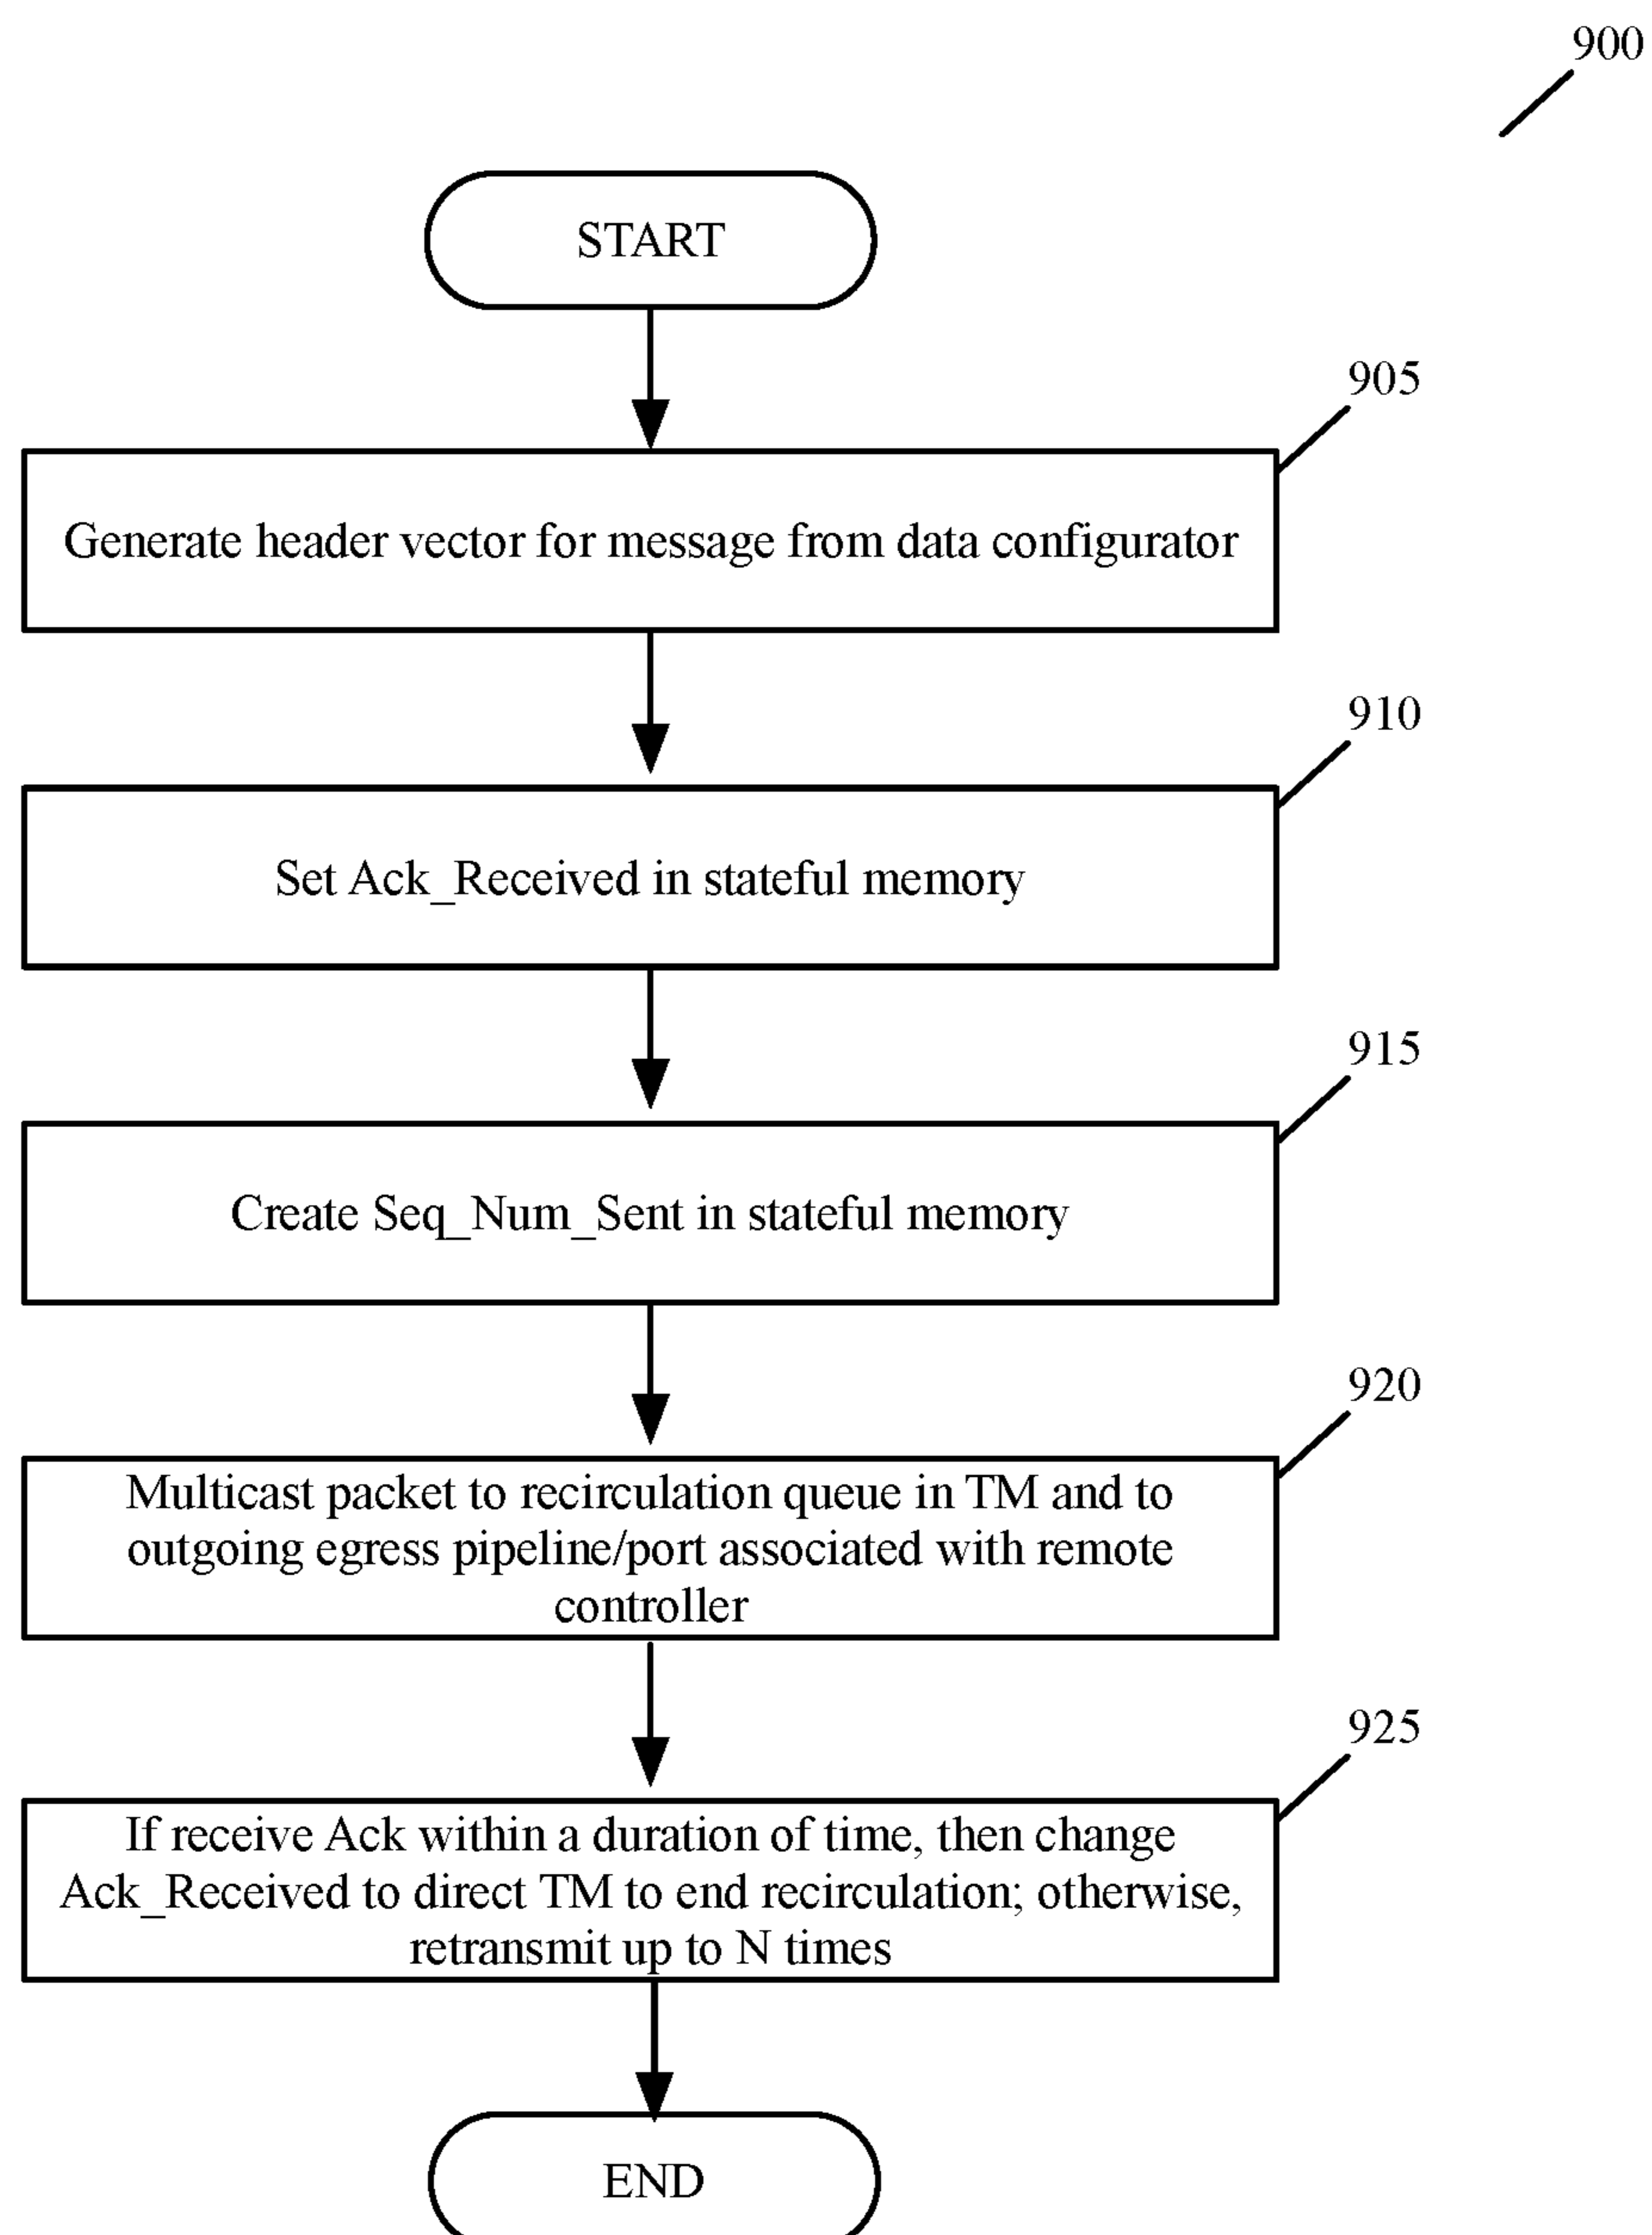 900
START
905
Generate header vector for message from data configurator
910
Set Ack_Received in stateful memory
915
Create Seq_Num_Sent in stateful memory
920
Multicast packet to recirculation queue in TM and to
outgoing egress pipeline/port associated with remote
controller
925
If receive Ack within a duration of time, then change
Ack_Received to direct TM to end recirculation; otherwise,
retransmit up to N times
END